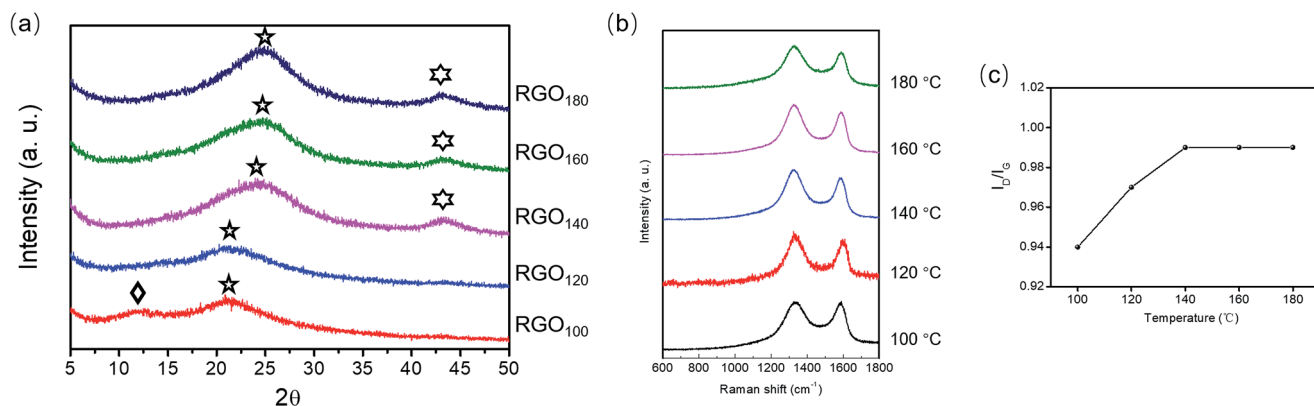 (a)
Intensity (a. u.)
RGO180
RGO160
RGO140
RGO120
RGO100
5 10 15 20 25 30 35 40 45 50
2θ
(b)
Intensity (a. u.)
180 °C
160 °C
140 °C
120 °C
100 °C
600 800 1000 1200 1400 1600 1800
Raman shift (cm⁻¹)
(c)
1.02
1.00
0.98
0.96
0.94
0.92
ID/IG
100 120 140 160 180
Temperature (℃)